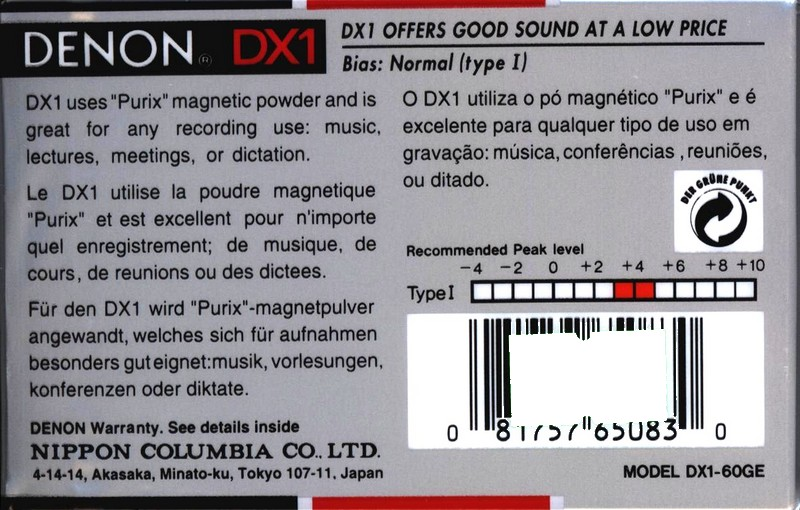 DENON® DX1
DX1 OFFERS GOOD SOUND AT A LOW PRICE
Bias: Normal (type I)
DX1 uses "Purix" magnetic powder and is
great for any recording use: music,
lectures, meetings, or dictation.
Le DX1 utilise la poudre magnetique
"Purix" et est excellent pour n'importe
quel enregistrement; de musique, de
cours, de reunions ou des dictees.
Für den DX1 wird "Purix"-magnetpulver
angewandt, welches sich für aufnahmen
besonders gut eignet:musik, vorlesungen,
konferenzen oder diktate.
DENON Warranty. See details inside
NIPPON COLUMBIA CO., LTD.
4-14-14, Akasaka, Minato-ku, Tokyo 107-11, Japan
O DX1 utiliza o pó magnético "Purix" e é
excelente para qualquer tipo de uso em
gravação: música, conferências , reuniões,
ou ditado.
DER GRÜNE PUNKT
Recommended Peak level
−4 −2 0 +2 +4 +6 +8 +10
Type I
0 81757 65083 0
MODEL DX1-60GE